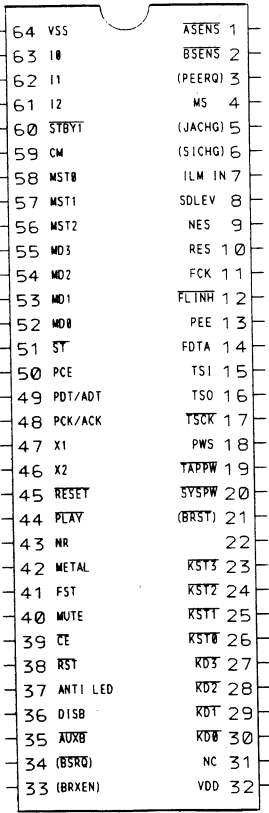 64 VSS ASENS 1
63 I0 BSENS 2
62 I1 (PEERQ) 3
61 I2 MS 4
60 STBY1 (JACHG) 5
59 CM (SICHG) 6
58 MST0 ILM IN 7
57 MST1 SDLEV 8
56 MST2 NES 9
55 MD3 RES 10
54 MD2 FCK 11
53 MD1 FLINH 12
52 MD0 PEE 13
51 ST FDTA 14
50 PCE TSI 15
49 PDT/ADT TSO 16
48 PCK/ACK TSCK 17
47 X1 PWS 18
46 X2 TAPPW 19
45 RESET SYSPW 20
44 PLAY (BRST) 21
43 NR 22
42 METAL KST3 23
41 FST KST2 24
40 MUTE KST1 25
39 CE KST0 26
38 RST KD3 27
37 ANTI LED KD2 28
36 DISB KD1 29
35 AUXB KD0 30
34 (BSRQ) NC 31
33 (BRXEN) VDD 32